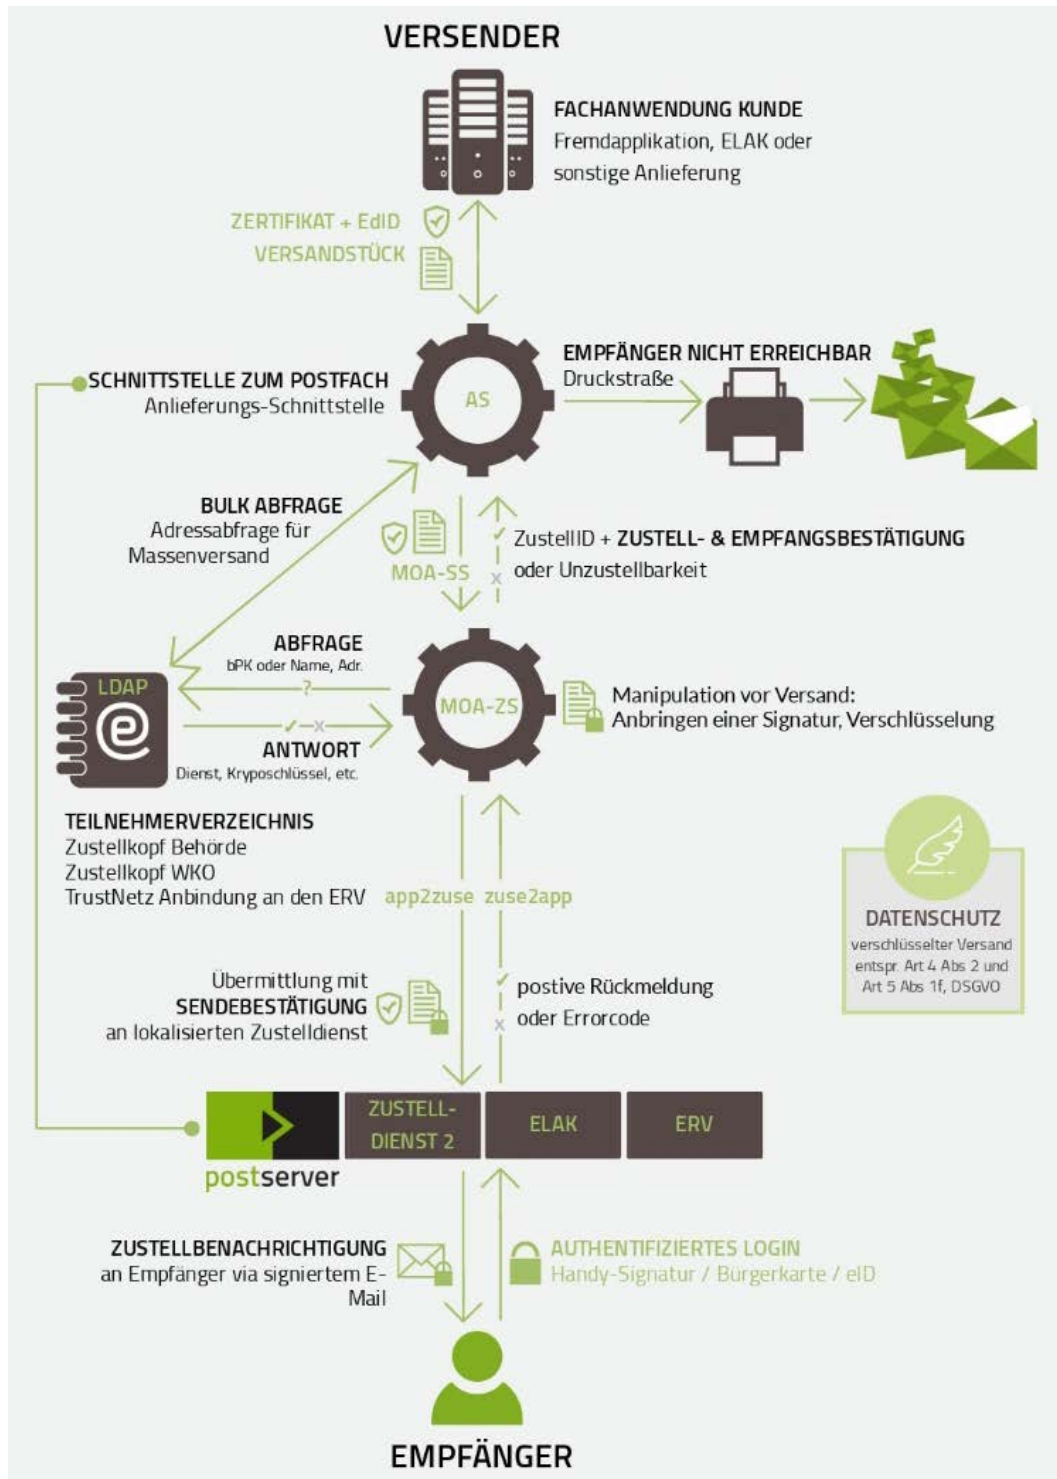 VERSENDER
FACHANWENDUNG KUNDE
Fremdapplikation, ELAK oder
sonstige Anlieferung
ZERTIFIKAT + EdID
VERSANDSTÜCK
SCHNITTSTELLE ZUM POSTFACH
Anlieferungs-Schnittstelle
AS
EMPFÄNGER NICHT ERREICHBAR
Druckstraße
BULK ABFRAGE
Adressabfrage für
Massenversand
MOA-SS
✓
x
ZustellID + ZUSTELL- & EMPFANGSBESTÄTIGUNG
oder Unzustellbarkeit
ABFRAGE
bPK oder Name, Adr.
?
LDAP
@
✓ x
ANTWORT
Dienst, Kryposchlüssel, etc.
MOA-ZS
Manipulation vor Versand:
Anbringen einer Signatur, Verschlüsselung
TEILNEHMERVERZEICHNIS
Zustellkopf Behörde
Zustellkopf WKO
TrustNetz Anbindung an den ERV
app2zuse zuse2app
DATENSCHUTZ
verschlüsselter Versand
entspr. Art 4 Abs 2 und
Art 5 Abs 1f, DSGVO
Übermittlung mit
SENDEBESTÄTIGUNG
an lokalisierten Zustelldienst
✓
x
postive Rückmeldung
oder Errorcode
postserver
ZUSTELL-
DIENST 2
ELAK
ERV
ZUSTELLBENACHRICHTIGUNG
an Empfänger via signiertem E-
Mail
AUTHENTIFIZIERTES LOGIN
Handy-Signatur / Bürgerkarte / eID
EMPFÄNGER